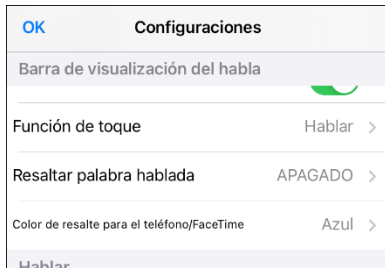 OK Configuraciones
Barra de visualización del habla
Función de toque Hablar
Resaltar palabra hablada APAGADO
Color de resalte para el teléfono/FaceTime Azul
Hablar